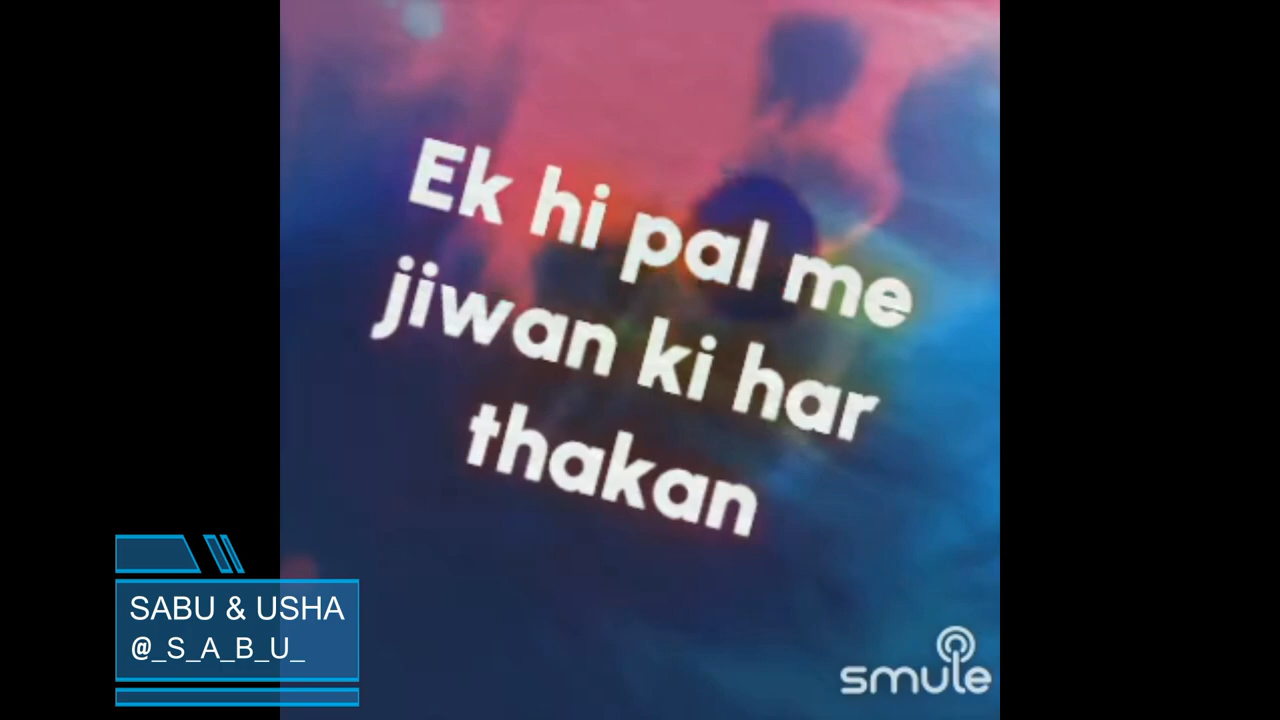 Ek hi pal me
jiwan ki har
thakan
SABU & USHA
@_S_A_B_U_
smule